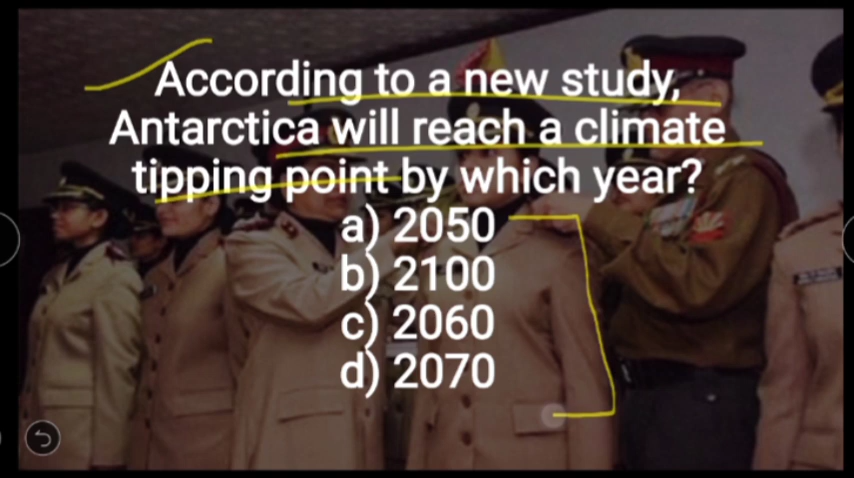 According to a new study,
Antarctica will reach a climate
tipping point by which year?
a) 2050
b) 2100
c) 2060
d) 2070